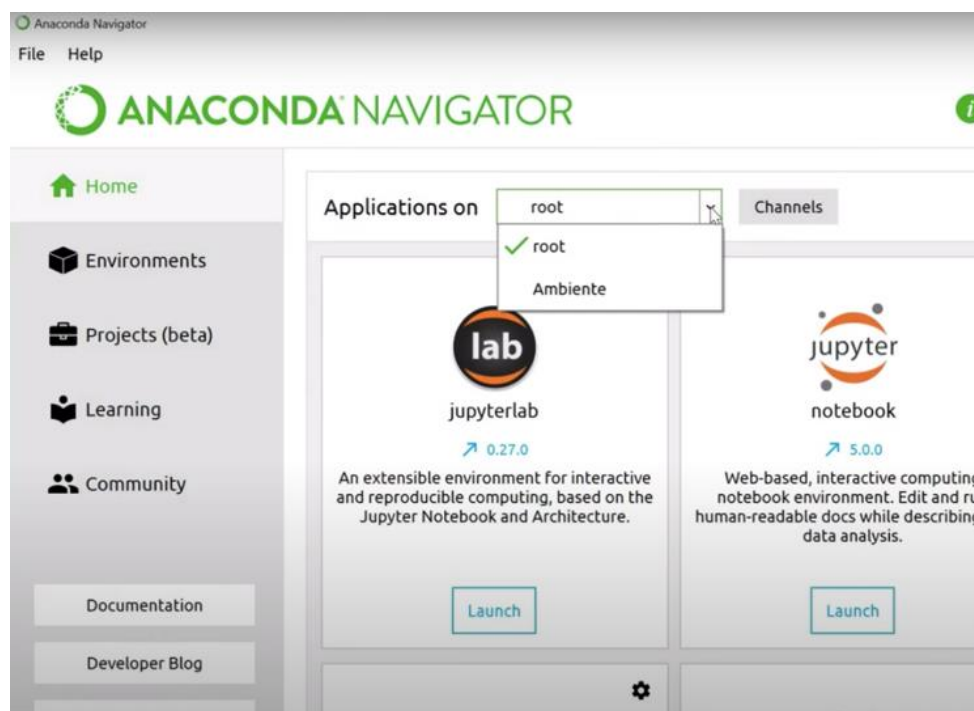 Anaconda Navigator
File Help
ANACONDA NAVIGATOR
Home
Applications on root
Channels
root
Ambiente
Environments
Projects (beta)
Learning
Community
lab
jupyterlab
0.27.0
An extensible environment for interactive
and reproducible computing, based on the
Jupyter Notebook and Architecture.
Launch
jupyter
notebook
5.0.0
Web-based, interactive computing
notebook environment. Edit and
human-readable docs while describing
data analysis.
Launch
Documentation
Developer Blog